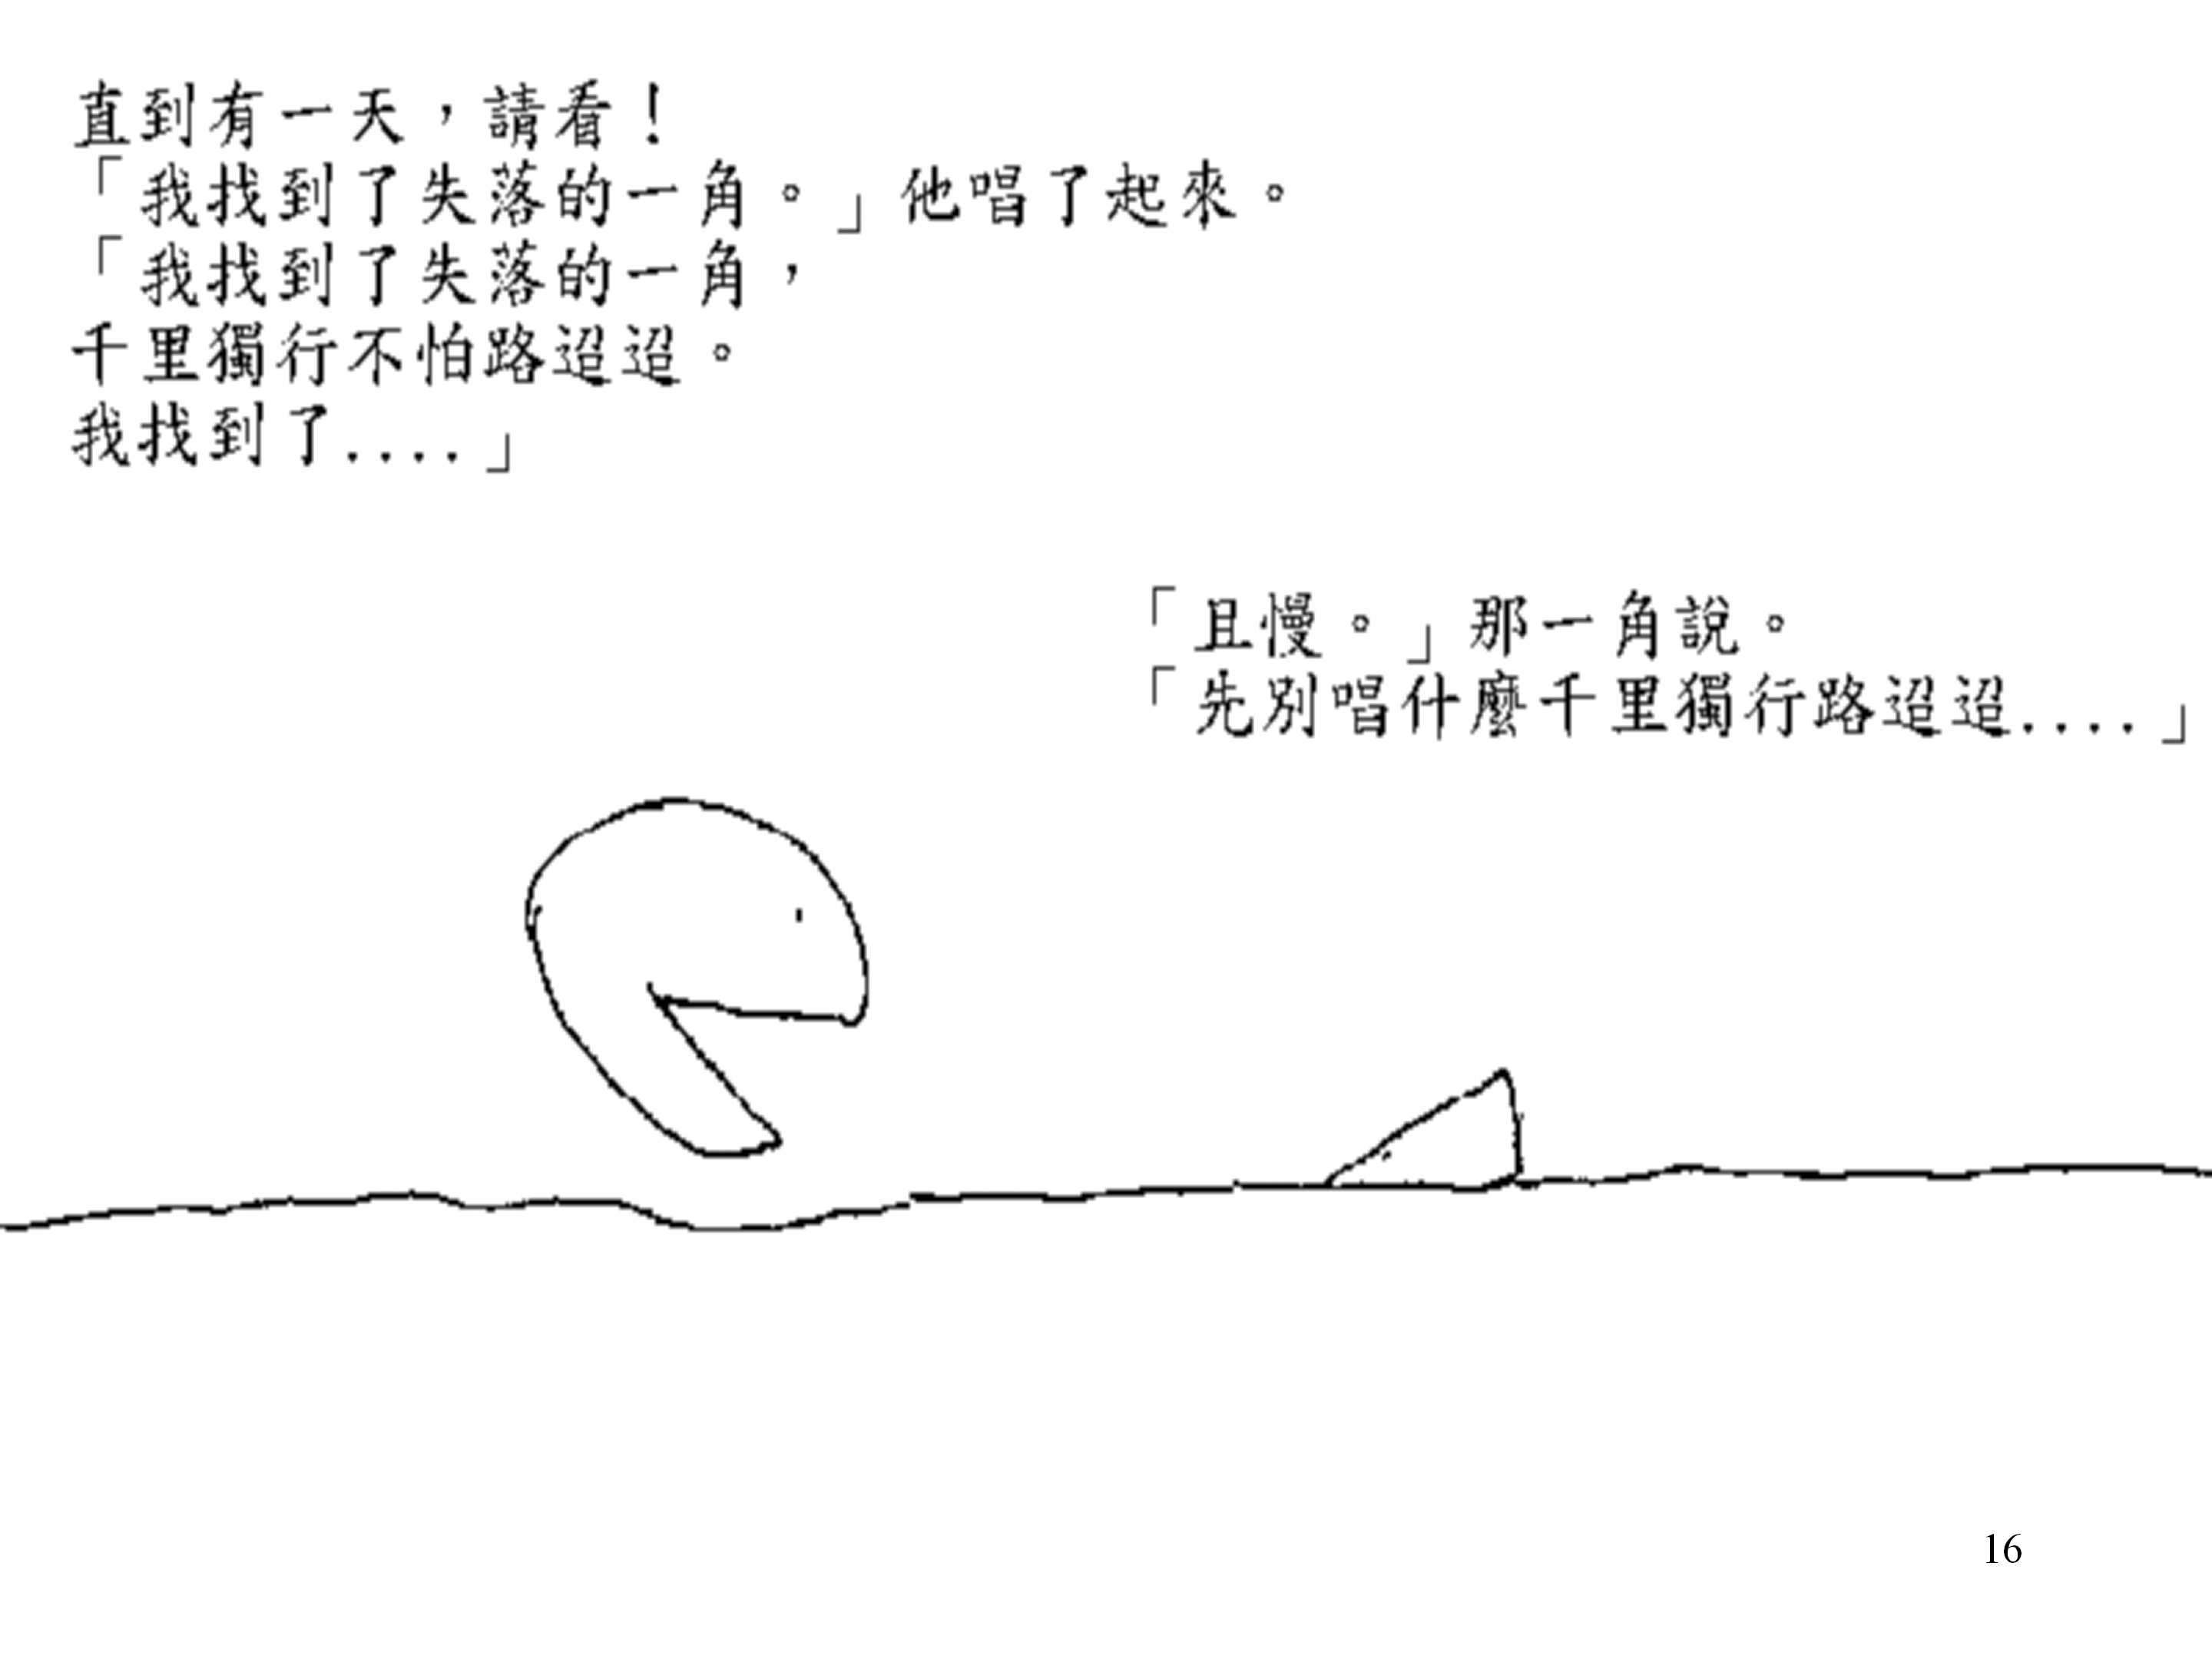 直到有一天，請看！
「我找到了失落的一角。」他唱了起來。
「我找到了失落的一角，
千里獨行不怕路迢迢。
我找到了....」
「且慢。」那一角說。
「先別唱什麼千里獨行路迢迢....」
16